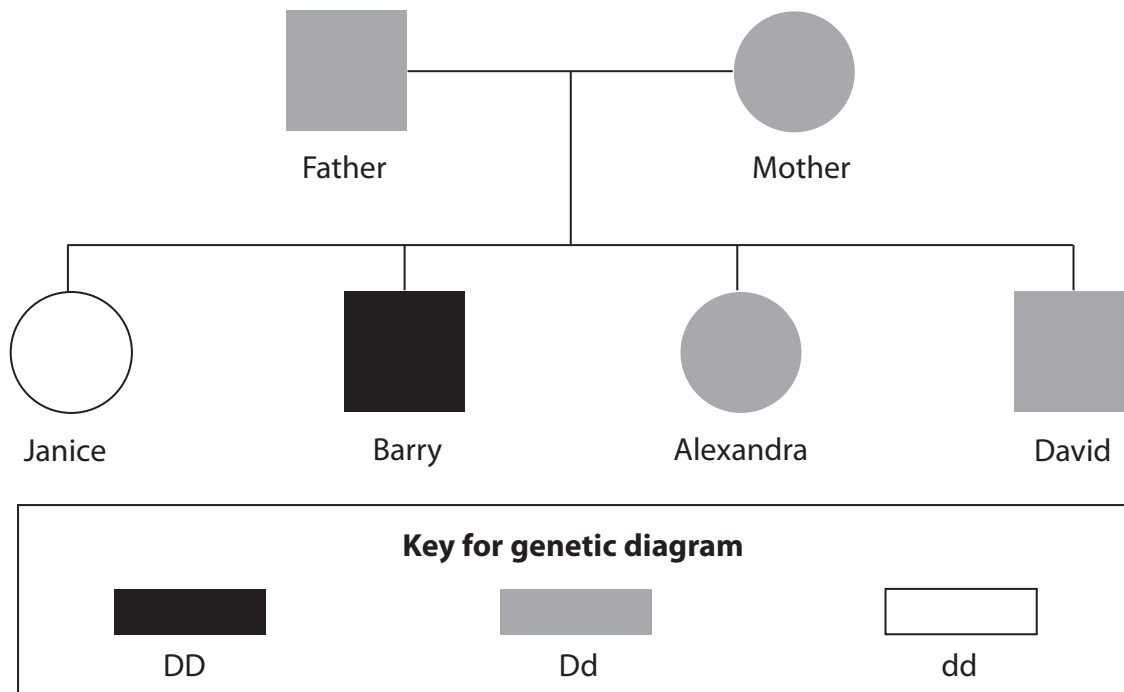 Father Mother
Janice Barry Alexandra David
Key for genetic diagram
DD Dd dd